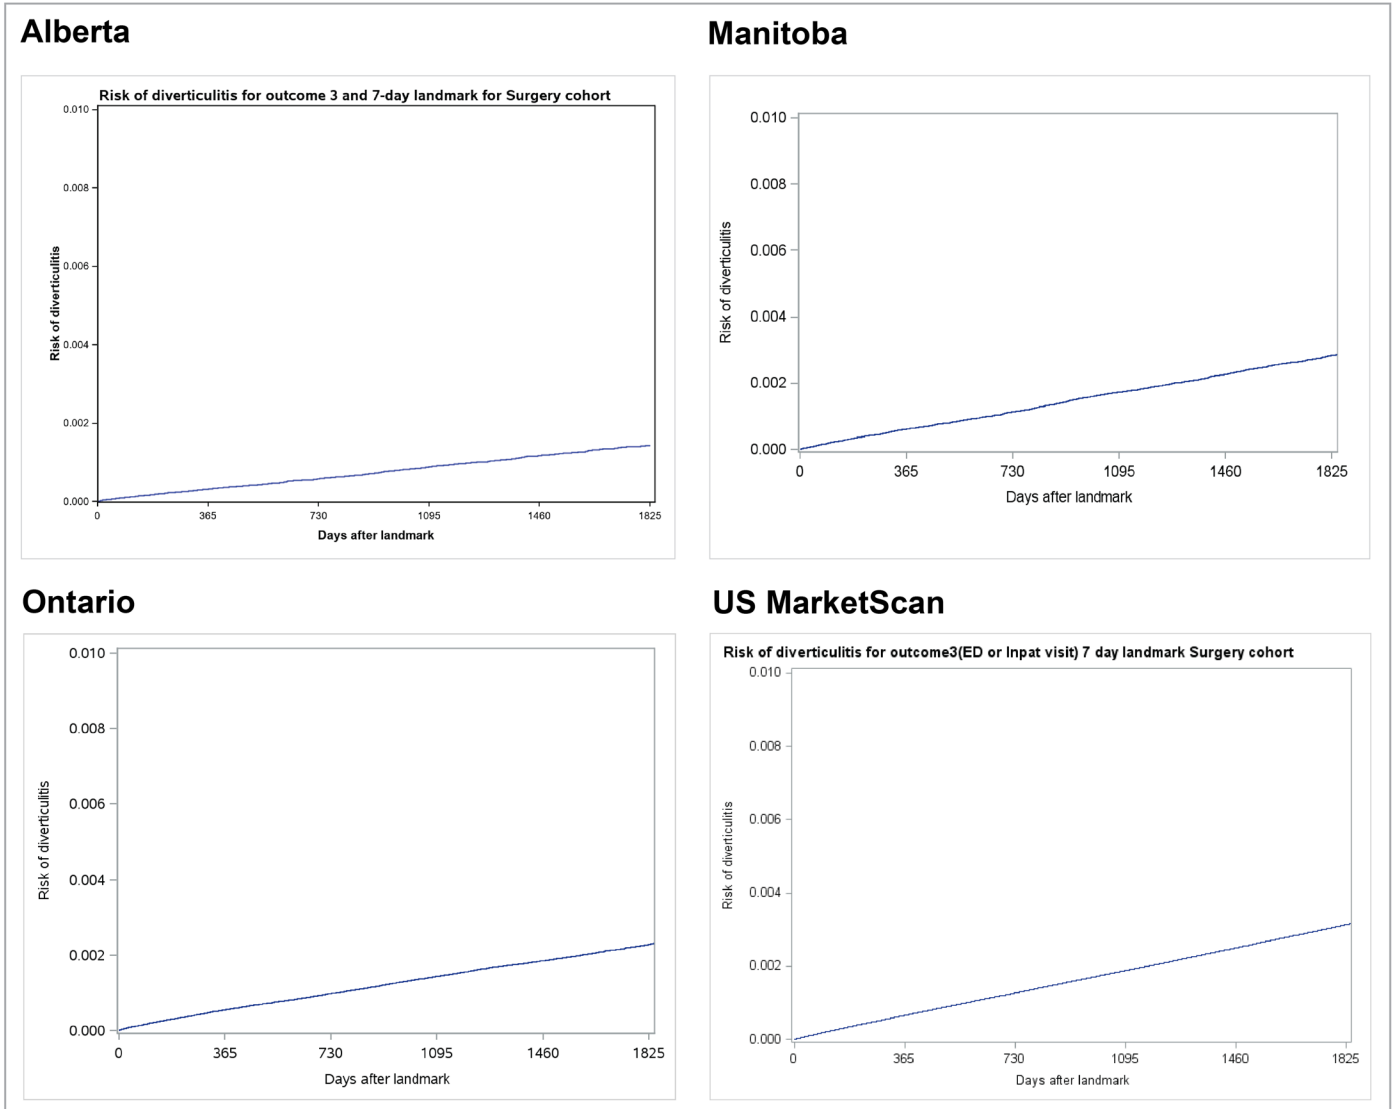 Alberta
Risk of diverticulitis for outcome 3 and 7-day landmark for Surgery cohort
0.010
0.008
0.006
0.004
0.002
0.000
Risk of diverticulitis
0 365 730 1095 1460 1825
Days after landmark
Manitoba
0.010
0.008
0.006
0.004
0.002
0.000
Risk of diverticulitis
0 365 730 1095 1460 1825
Days after landmark
Ontario
0.010
0.008
0.006
0.004
0.002
0.000
Risk of diverticulitis
0 365 730 1095 1460 1825
Days after landmark
US MarketScan
Risk of diverticulitis for outcome3(ED or Inpat visit) 7 day landmark Surgery cohort
0.010
0.008
0.006
0.004
0.002
0.000
Risk of diverticulitis
0 365 730 1095 1460 1825
Days after landmark